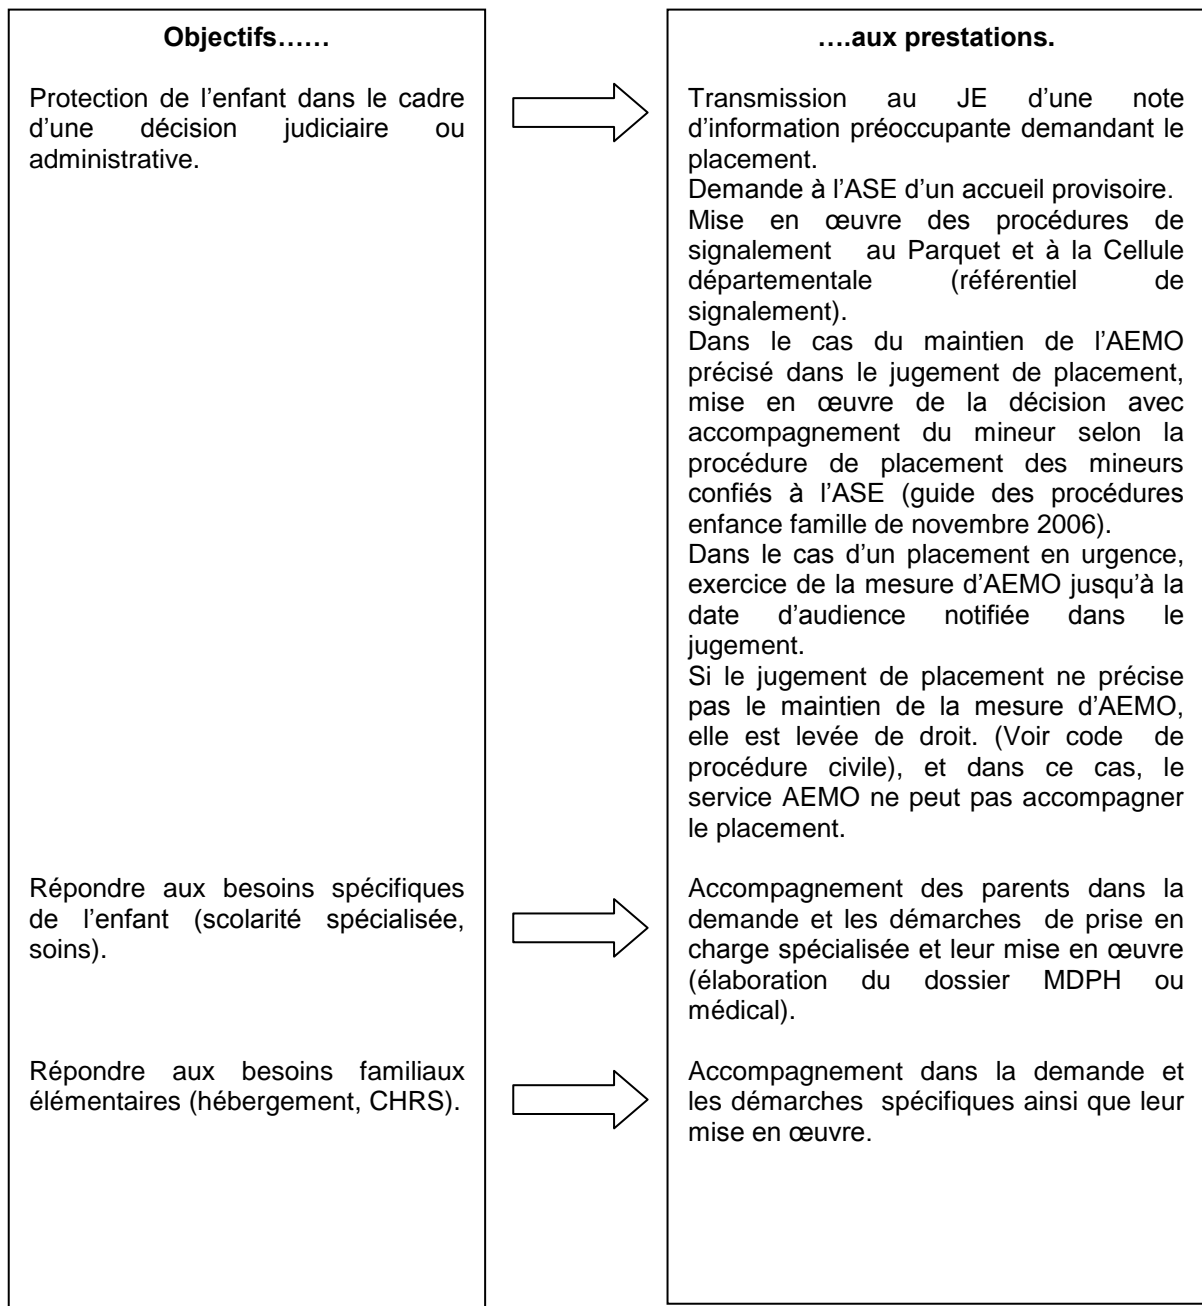 Objectifs……
Protection de l’enfant dans le cadre
d’une décision judiciaire ou
administrative.
Répondre aux besoins spécifiques
de l’enfant (scolarité spécialisée,
soins).
Répondre aux besoins familiaux
élémentaires (hébergement, CHRS).
….aux prestations.
Transmission au JE d’une note
d’information préoccupante demandant le
placement.
Demande à l’ASE d’un accueil provisoire.
Mise en œuvre des procédures de
signalement au Parquet et à la Cellule
départementale (référentiel de
signalement).
Dans le cas du maintien de l’AEMO
précisé dans le jugement de placement,
mise en œuvre de la décision avec
accompagnement du mineur selon la
procédure de placement des mineurs
confiés à l’ASE (guide des procédures
enfance famille de novembre 2006).
Dans le cas d’un placement en urgence,
exercice de la mesure d’AEMO jusqu’à la
date d’audience notifiée dans le
jugement.
Si le jugement de placement ne précise
pas le maintien de la mesure d’AEMO,
elle est levée de droit. (Voir code de
procédure civile), et dans ce cas, le
service AEMO ne peut pas accompagner
le placement.
Accompagnement des parents dans la
demande et les démarches de prise en
charge spécialisée et leur mise en œuvre
(élaboration du dossier MDPH ou
médical).
Accompagnement dans la demande et
les démarches spécifiques ainsi que leur
mise en œuvre.